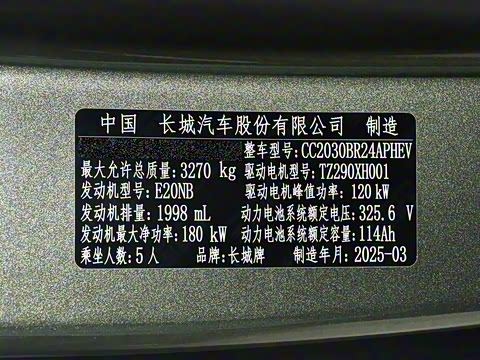 中国 长城汽车股份有限公司 制造
整车型号:CC2030BR24APHEV
最大允许总质量:3270 kg 驱动电机型号:TZ290XH001
发动机型号:E20NB 驱动电机峰值功率:120 kW
发动机排量:1998 mL 动力电池系统额定电压:325.6 V
发动机最大净功率:180 kW 动力电池系统额定容量:114Ah
乘坐人数:5人 品牌:长城牌 制造年月:2025-03